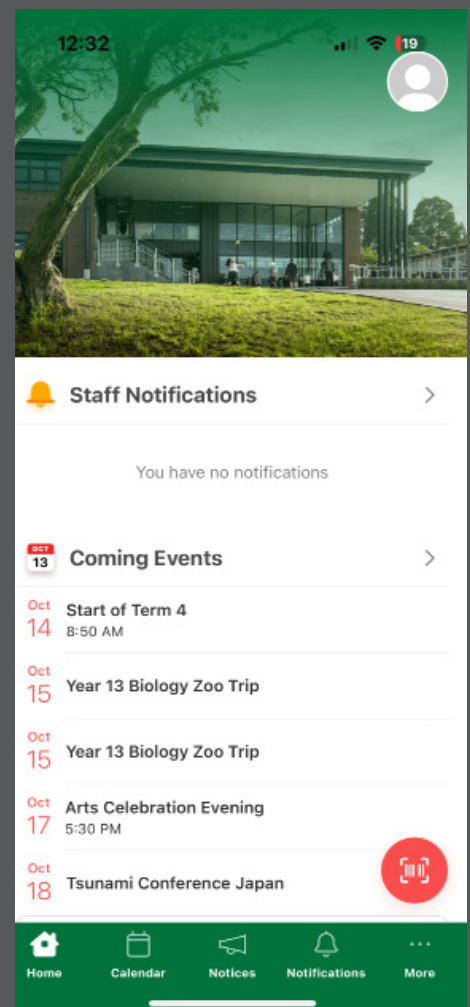 12:32
19
Staff Notifications
You have no notifications
OCT
13
Coming Events
Oct
14
Start of Term 4
8:50 AM
Oct
15
Year 13 Biology Zoo Trip
Oct
15
Year 13 Biology Zoo Trip
Oct
17
Arts Celebration Evening
5:30 PM
Oct
18
Tsunami Conference Japan
Home
Calendar
Notices
Notifications
More